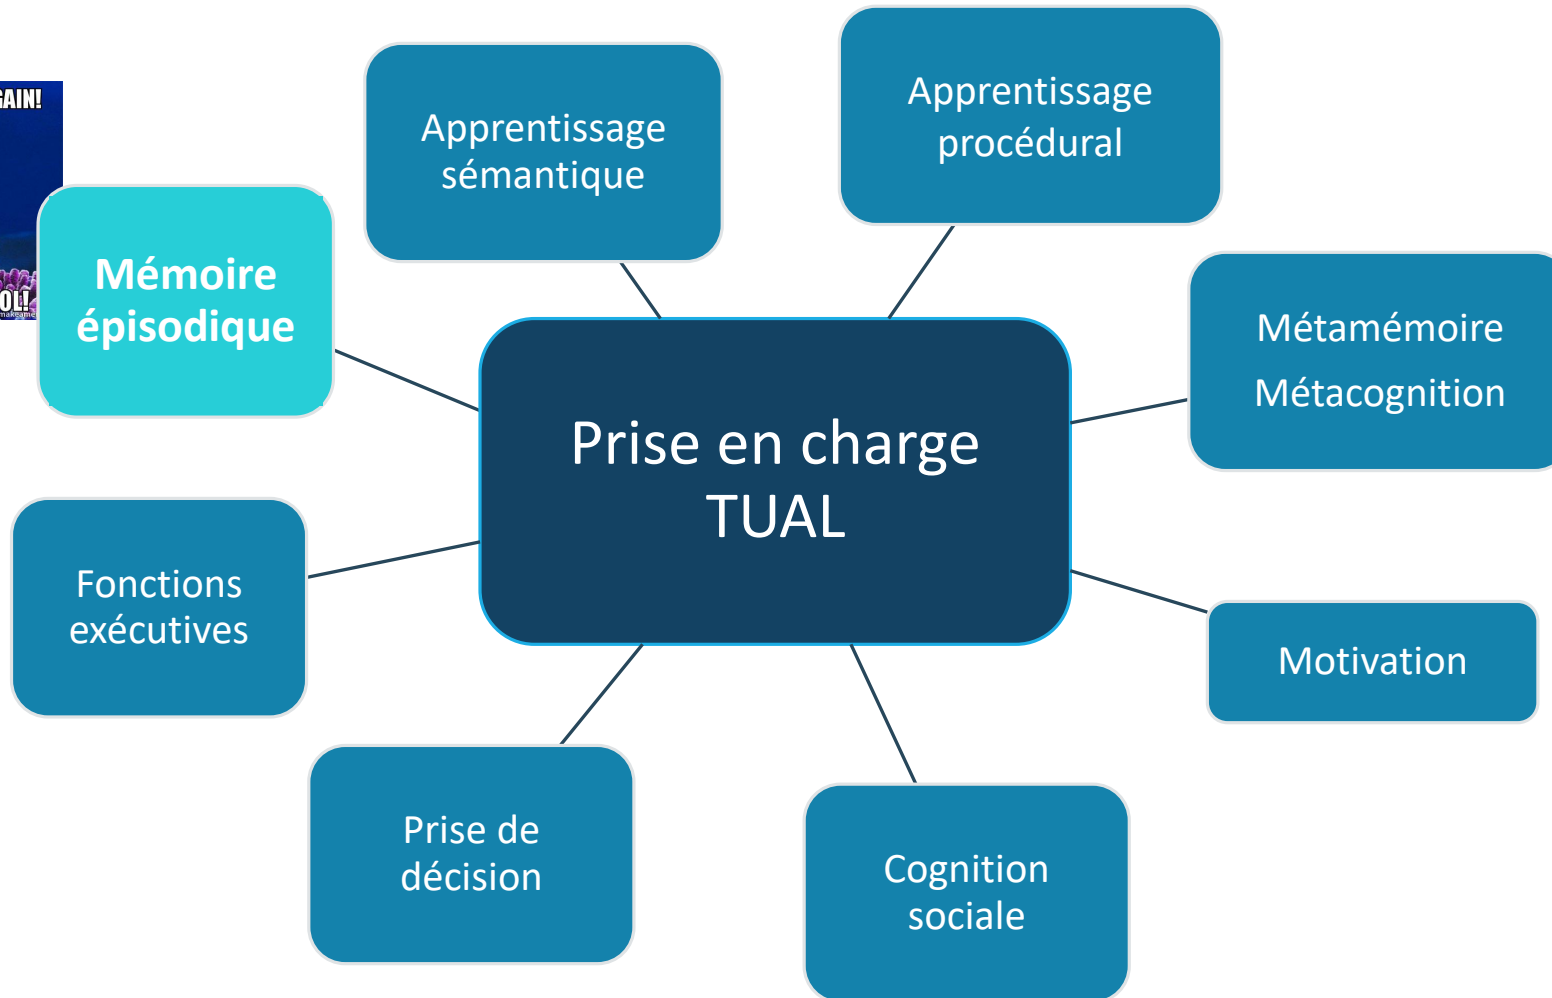 GAIN!
OOL!
Mémoire
épisodique
Apprentissage
sémantique
Apprentissage
procédural
Métamémoire
Métacognition
Prise en charge
TUAL
Fonctions
exécutives
Motivation
Prise de
décision
Cognition
sociale